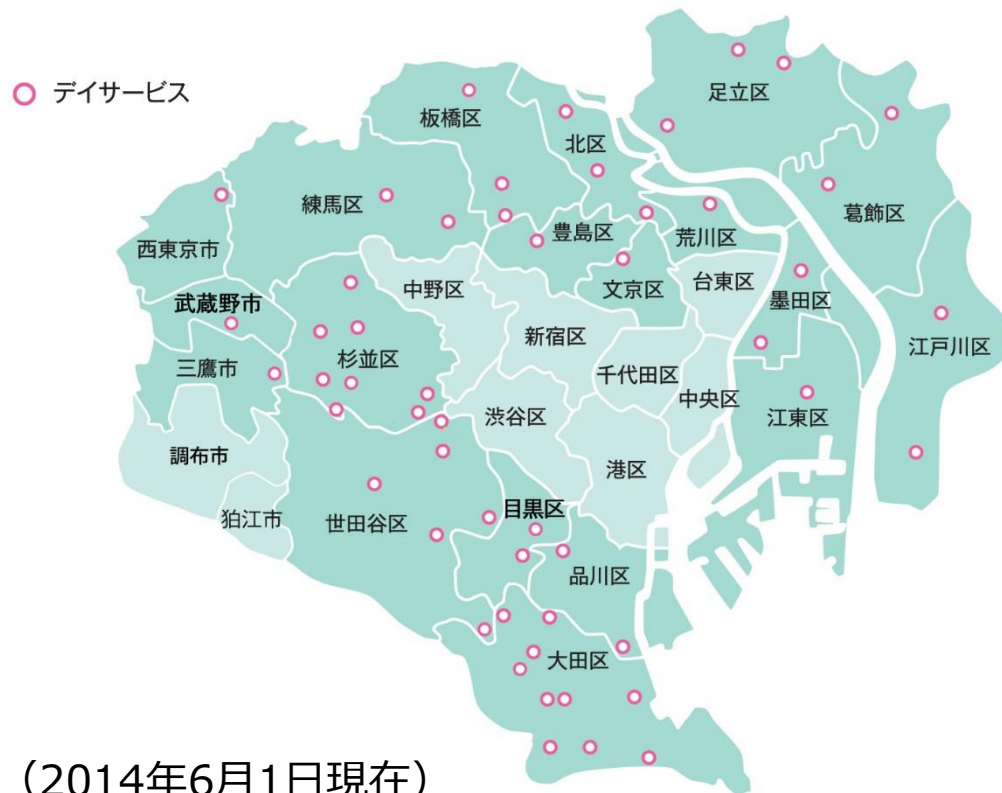 デイサービス
足立区
板橋区
北区
練馬区
葛飾区
豊島区
荒川区
西東京市
文京区
台東区
中野区
墨田区
武蔵野市
新宿区
江戸川区
三鷹市
杉並区
千代田区
中央区
江東区
渋谷区
調布市
港区
目黒区
狛江市
世田谷区
品川区
大田区
（2014年6月1日現在）